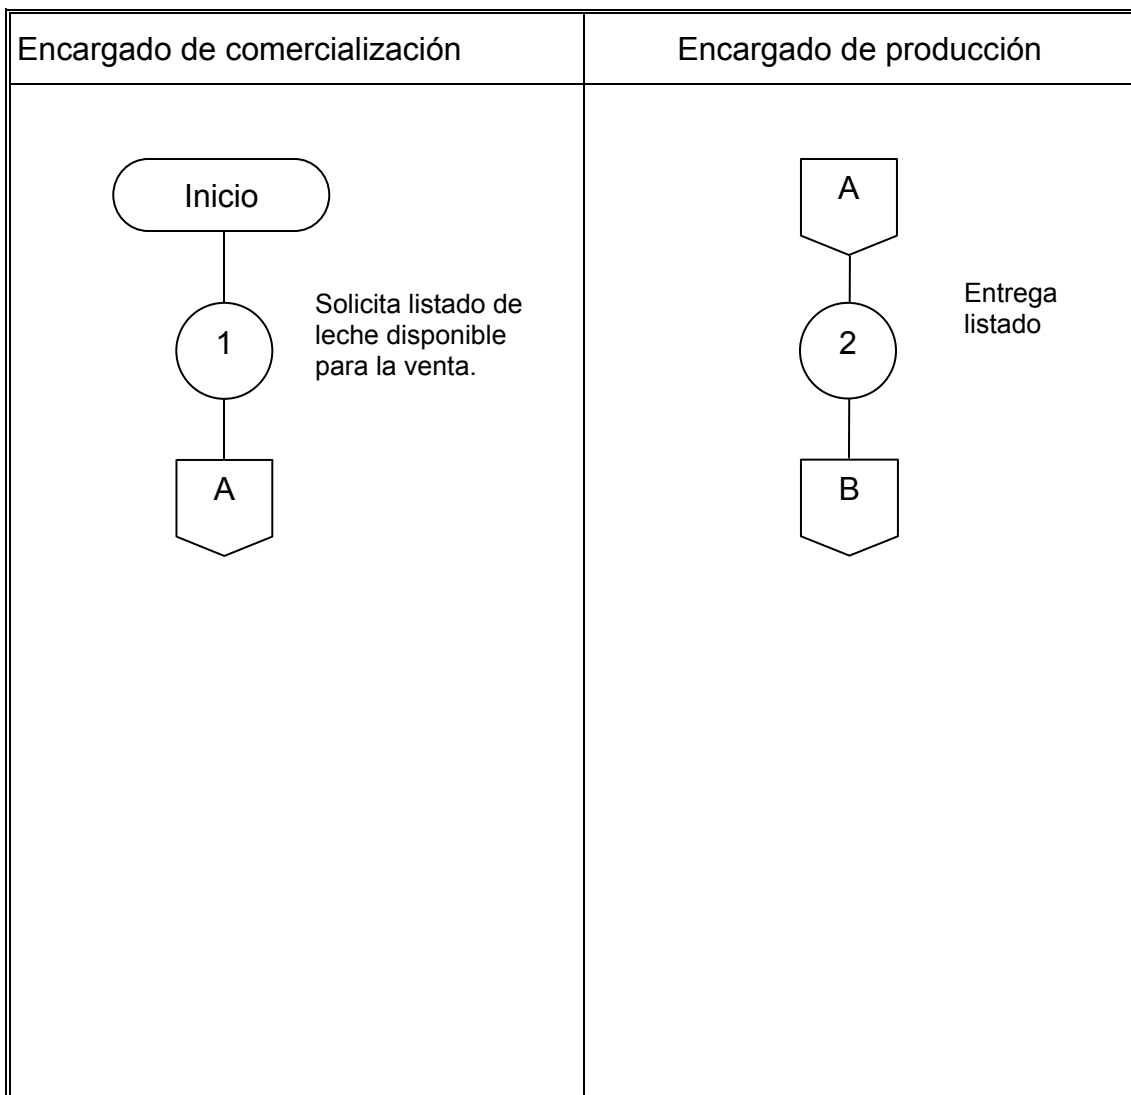 Encargado de comercialización
Encargado de producción
Inicio
1
Solicita listado de
leche disponible
para la venta.
A
A
2
Entrega
listado
B